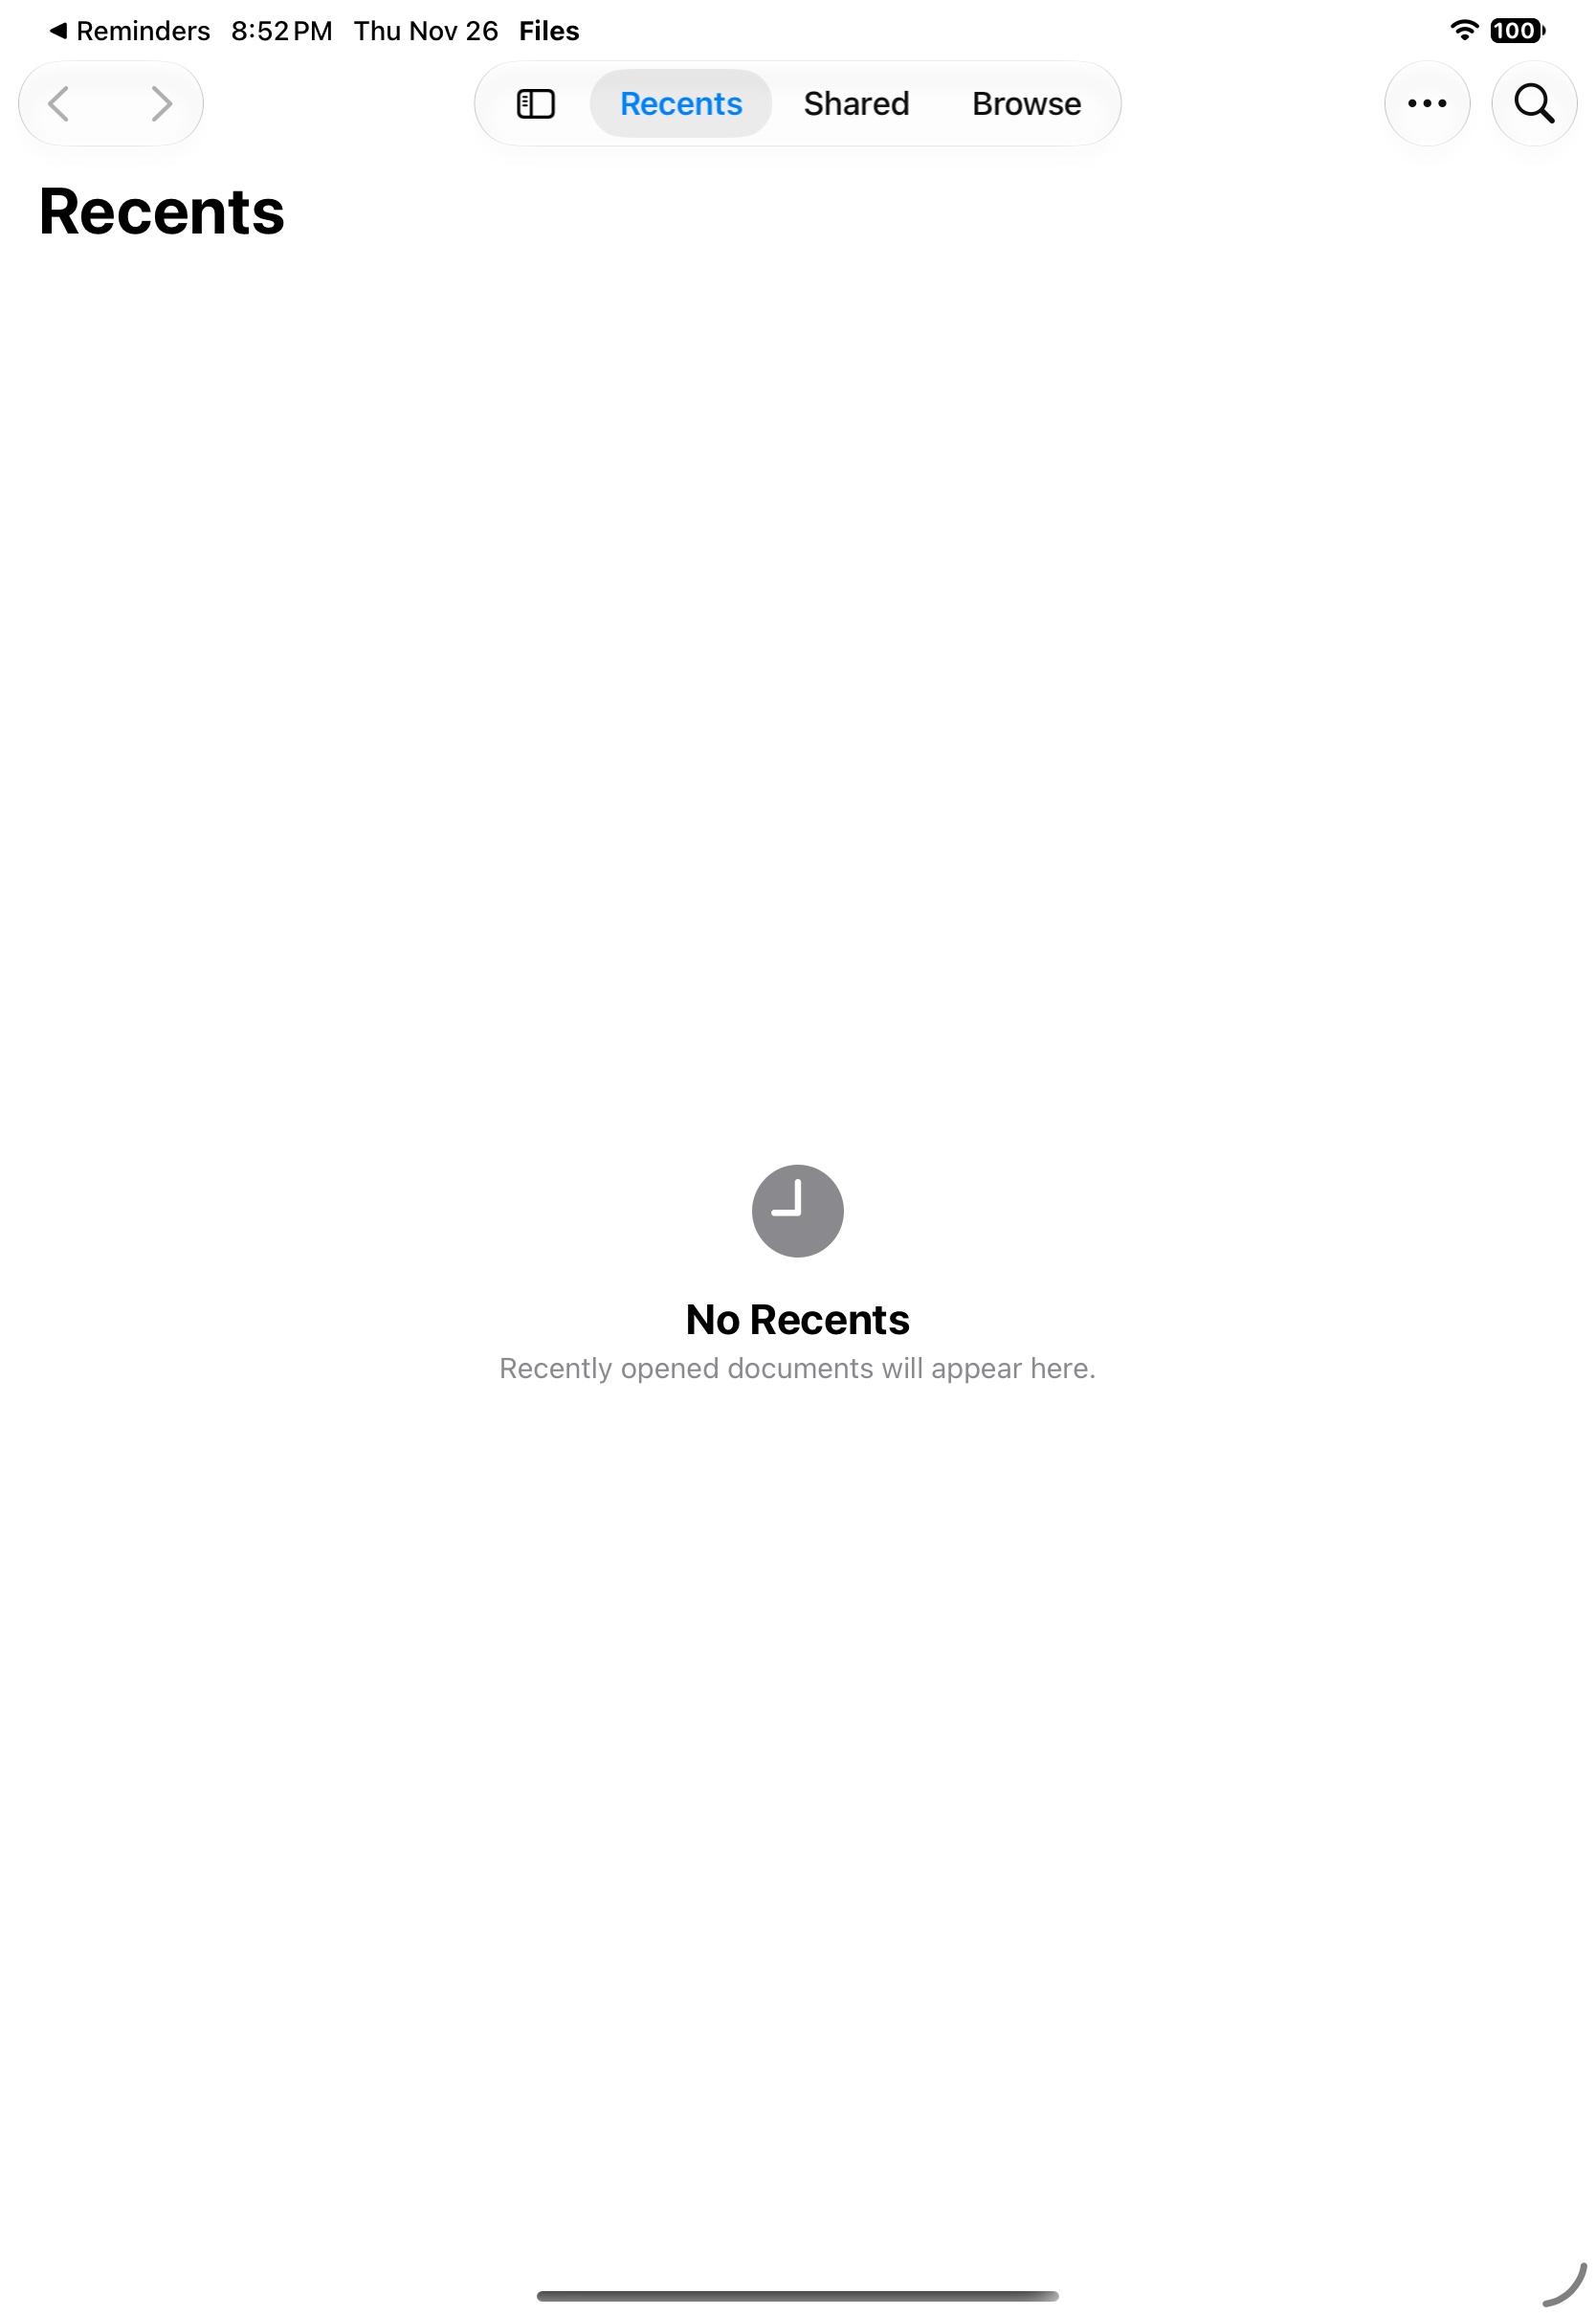 Reminders 8:52 PM Thu Nov 26 Files 100
Recents Shared Browse
Recents
No Recents
Recently opened documents will appear here.